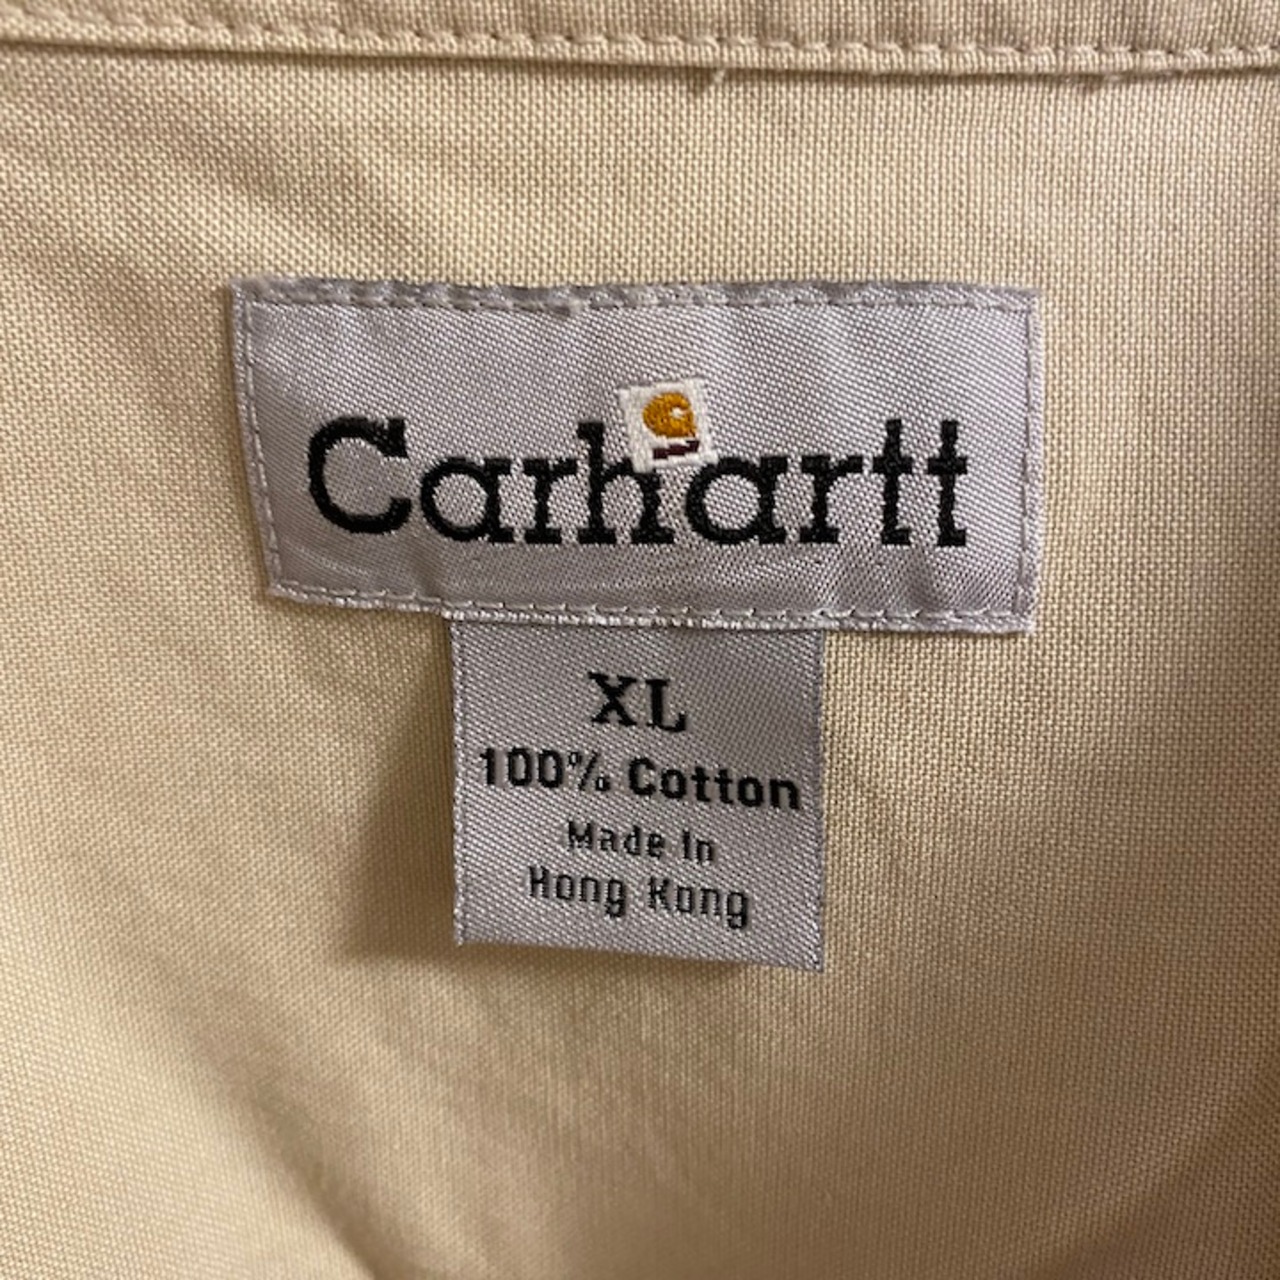 Carhartt
XL
100% Cotton
Made In
Hong Kong